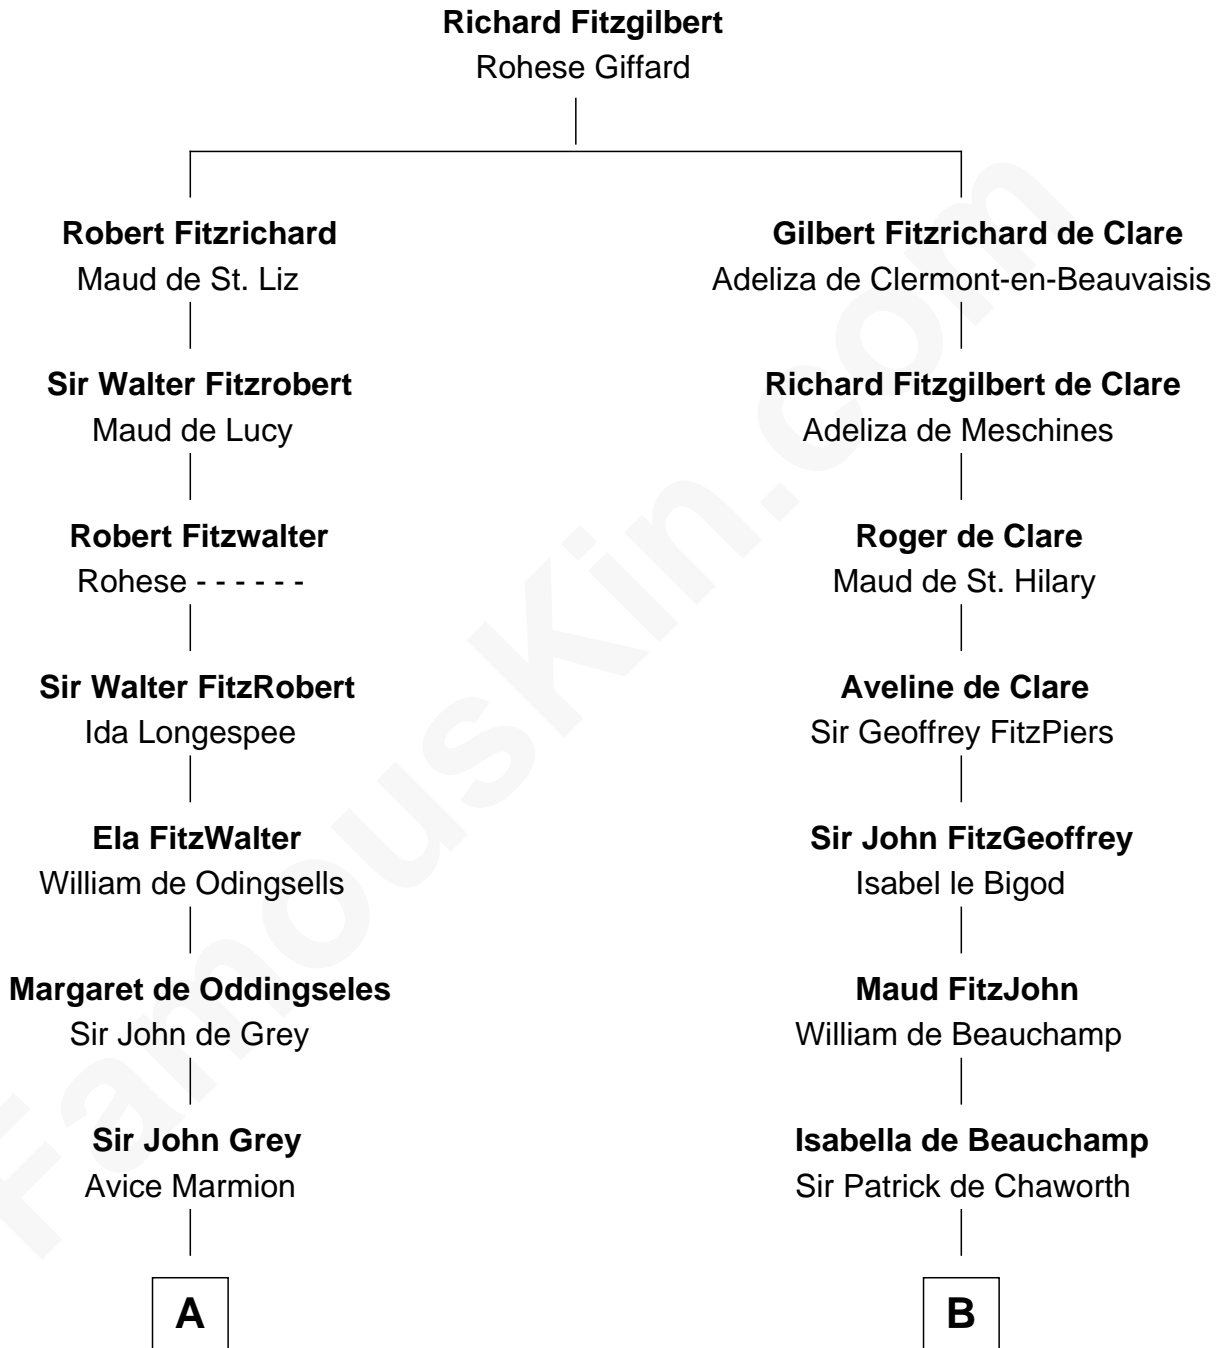 Richard Fitzgilbert
Rohese Giffard
Robert Fitzrichard
Maud de St. Liz
Gilbert Fitzrichard de Clare
Adeliza de Clermont-en-Beauvaisis
Sir Walter Fitzrobert
Maud de Lucy
Richard Fitzgilbert de Clare
Adeliza de Meschines
Robert Fitzwalter
Rohese - - - - - -
Roger de Clare
Maud de St. Hilary
Sir Walter FitzRobert
Ida Longespee
Aveline de Clare
Sir Geoffrey FitzPiers
Ela FitzWalter
William de Odingsells
Sir John FitzGeoffrey
Isabel le Bigod
Margaret de Oddingseles
Sir John de Grey
Maud FitzJohn
William de Beauchamp
Sir John Grey
Avice Marmion
Isabella de Beauchamp
Sir Patrick de Chaworth
A
B
FamousKin.com